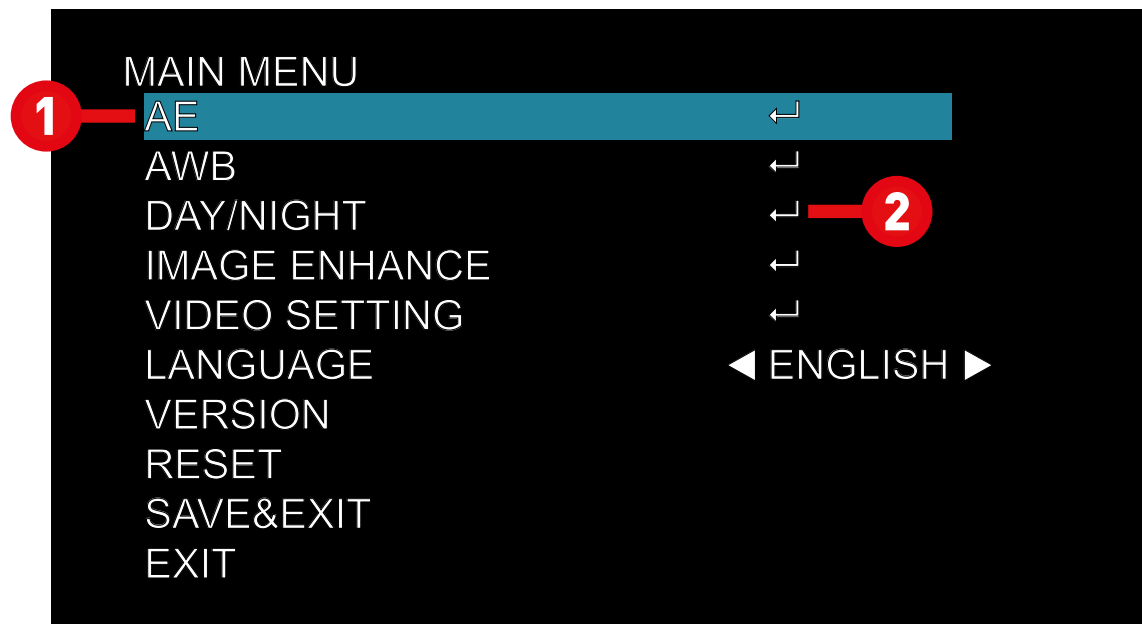 MAIN MENU
1 AE ↵
AWB ↵
DAY/NIGHT ↵ 2
IMAGE ENHANCE ↵
VIDEO SETTING ↵
LANGUAGE ◀ ENGLISH ▶
VERSION
RESET
SAVE&EXIT
EXIT